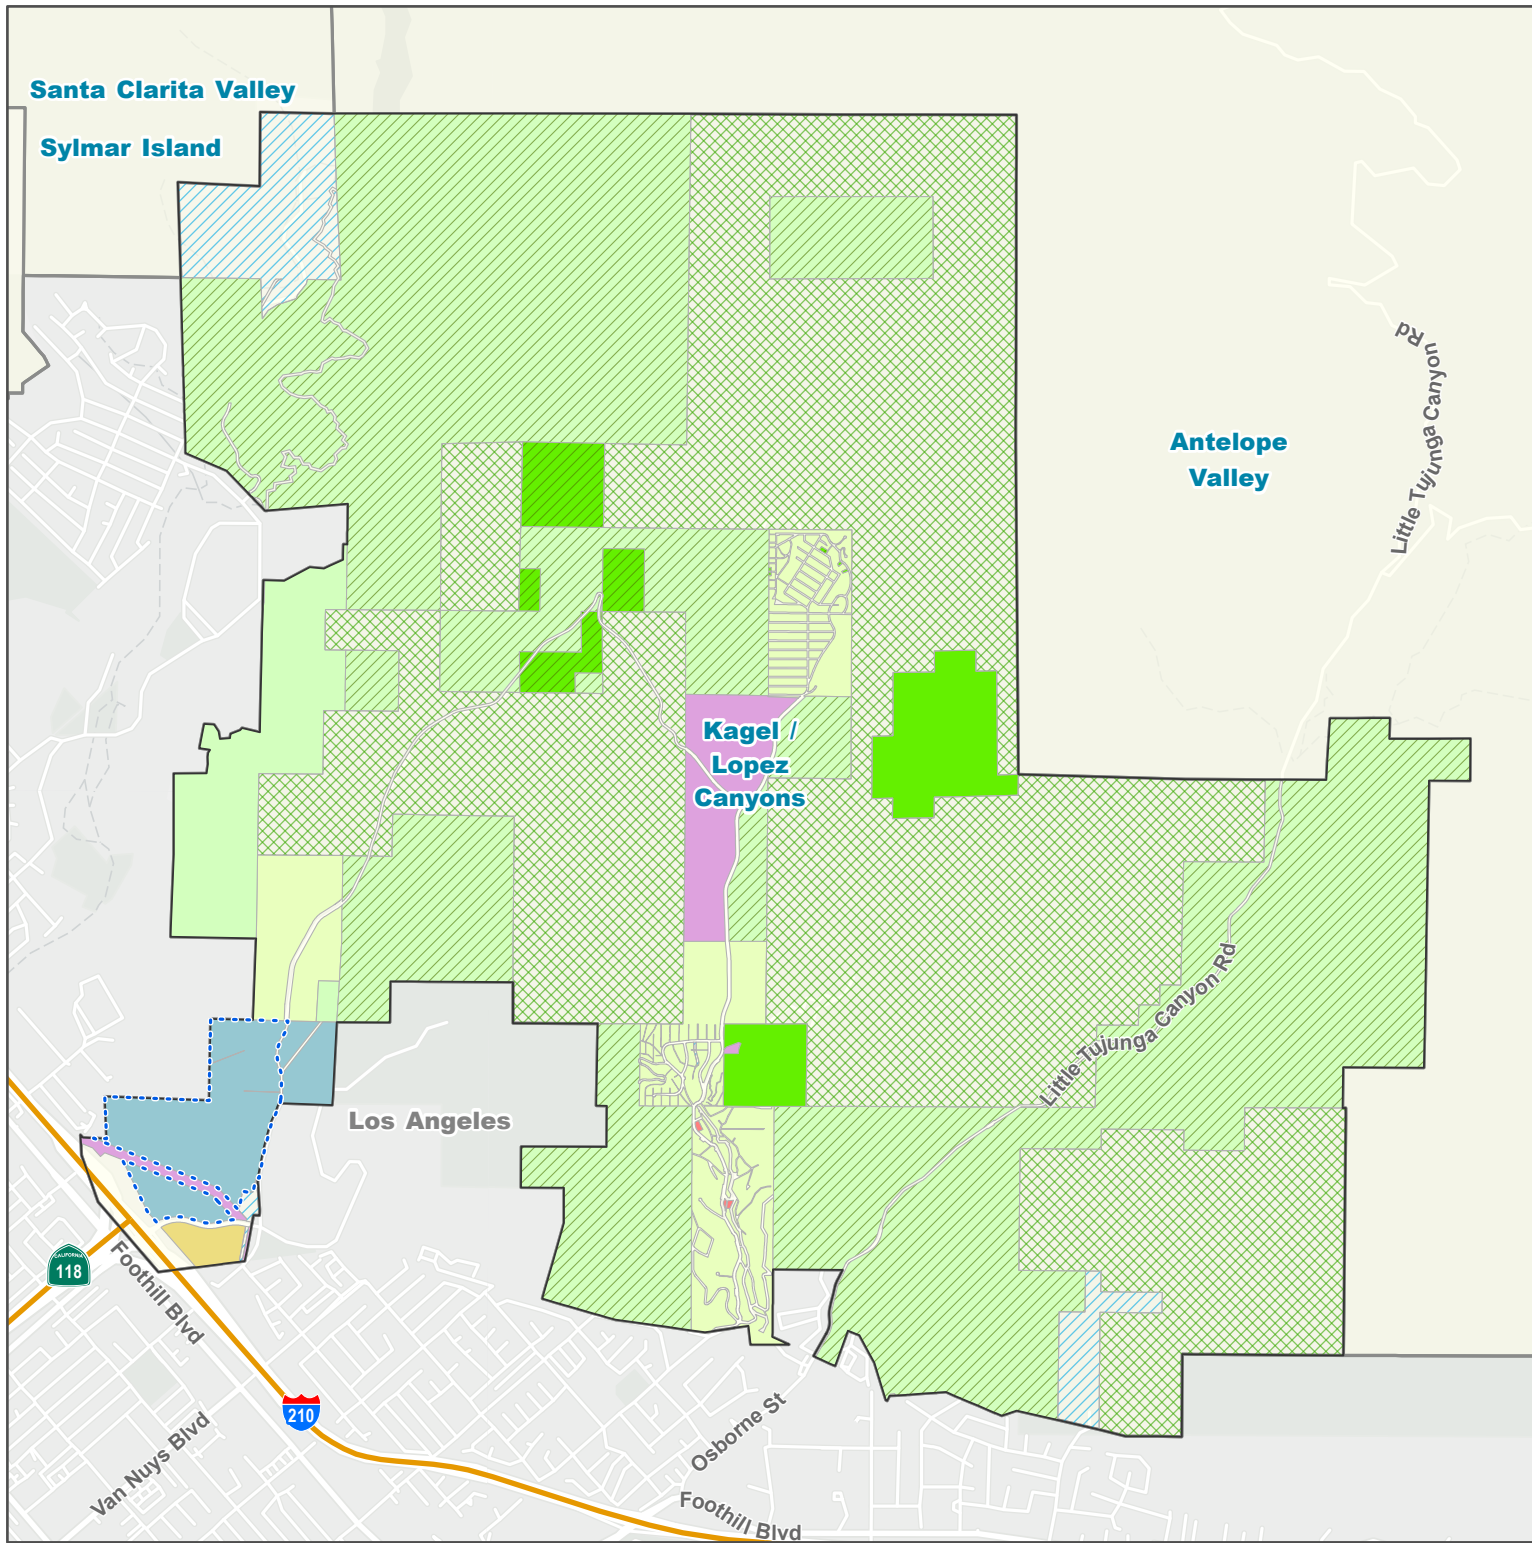 Santa Clarita Valley
Sylmar Island
Little Tujunga Canyon
Rd
Antelope
Valley
Kagel /
Lopez
Canyons
Little Tujunga Canyon Rd
Los Angeles
CALIFORNIA
118
Foothill Blvd
210
Van Nuys Blvd
Osborne St
Foothill Blvd